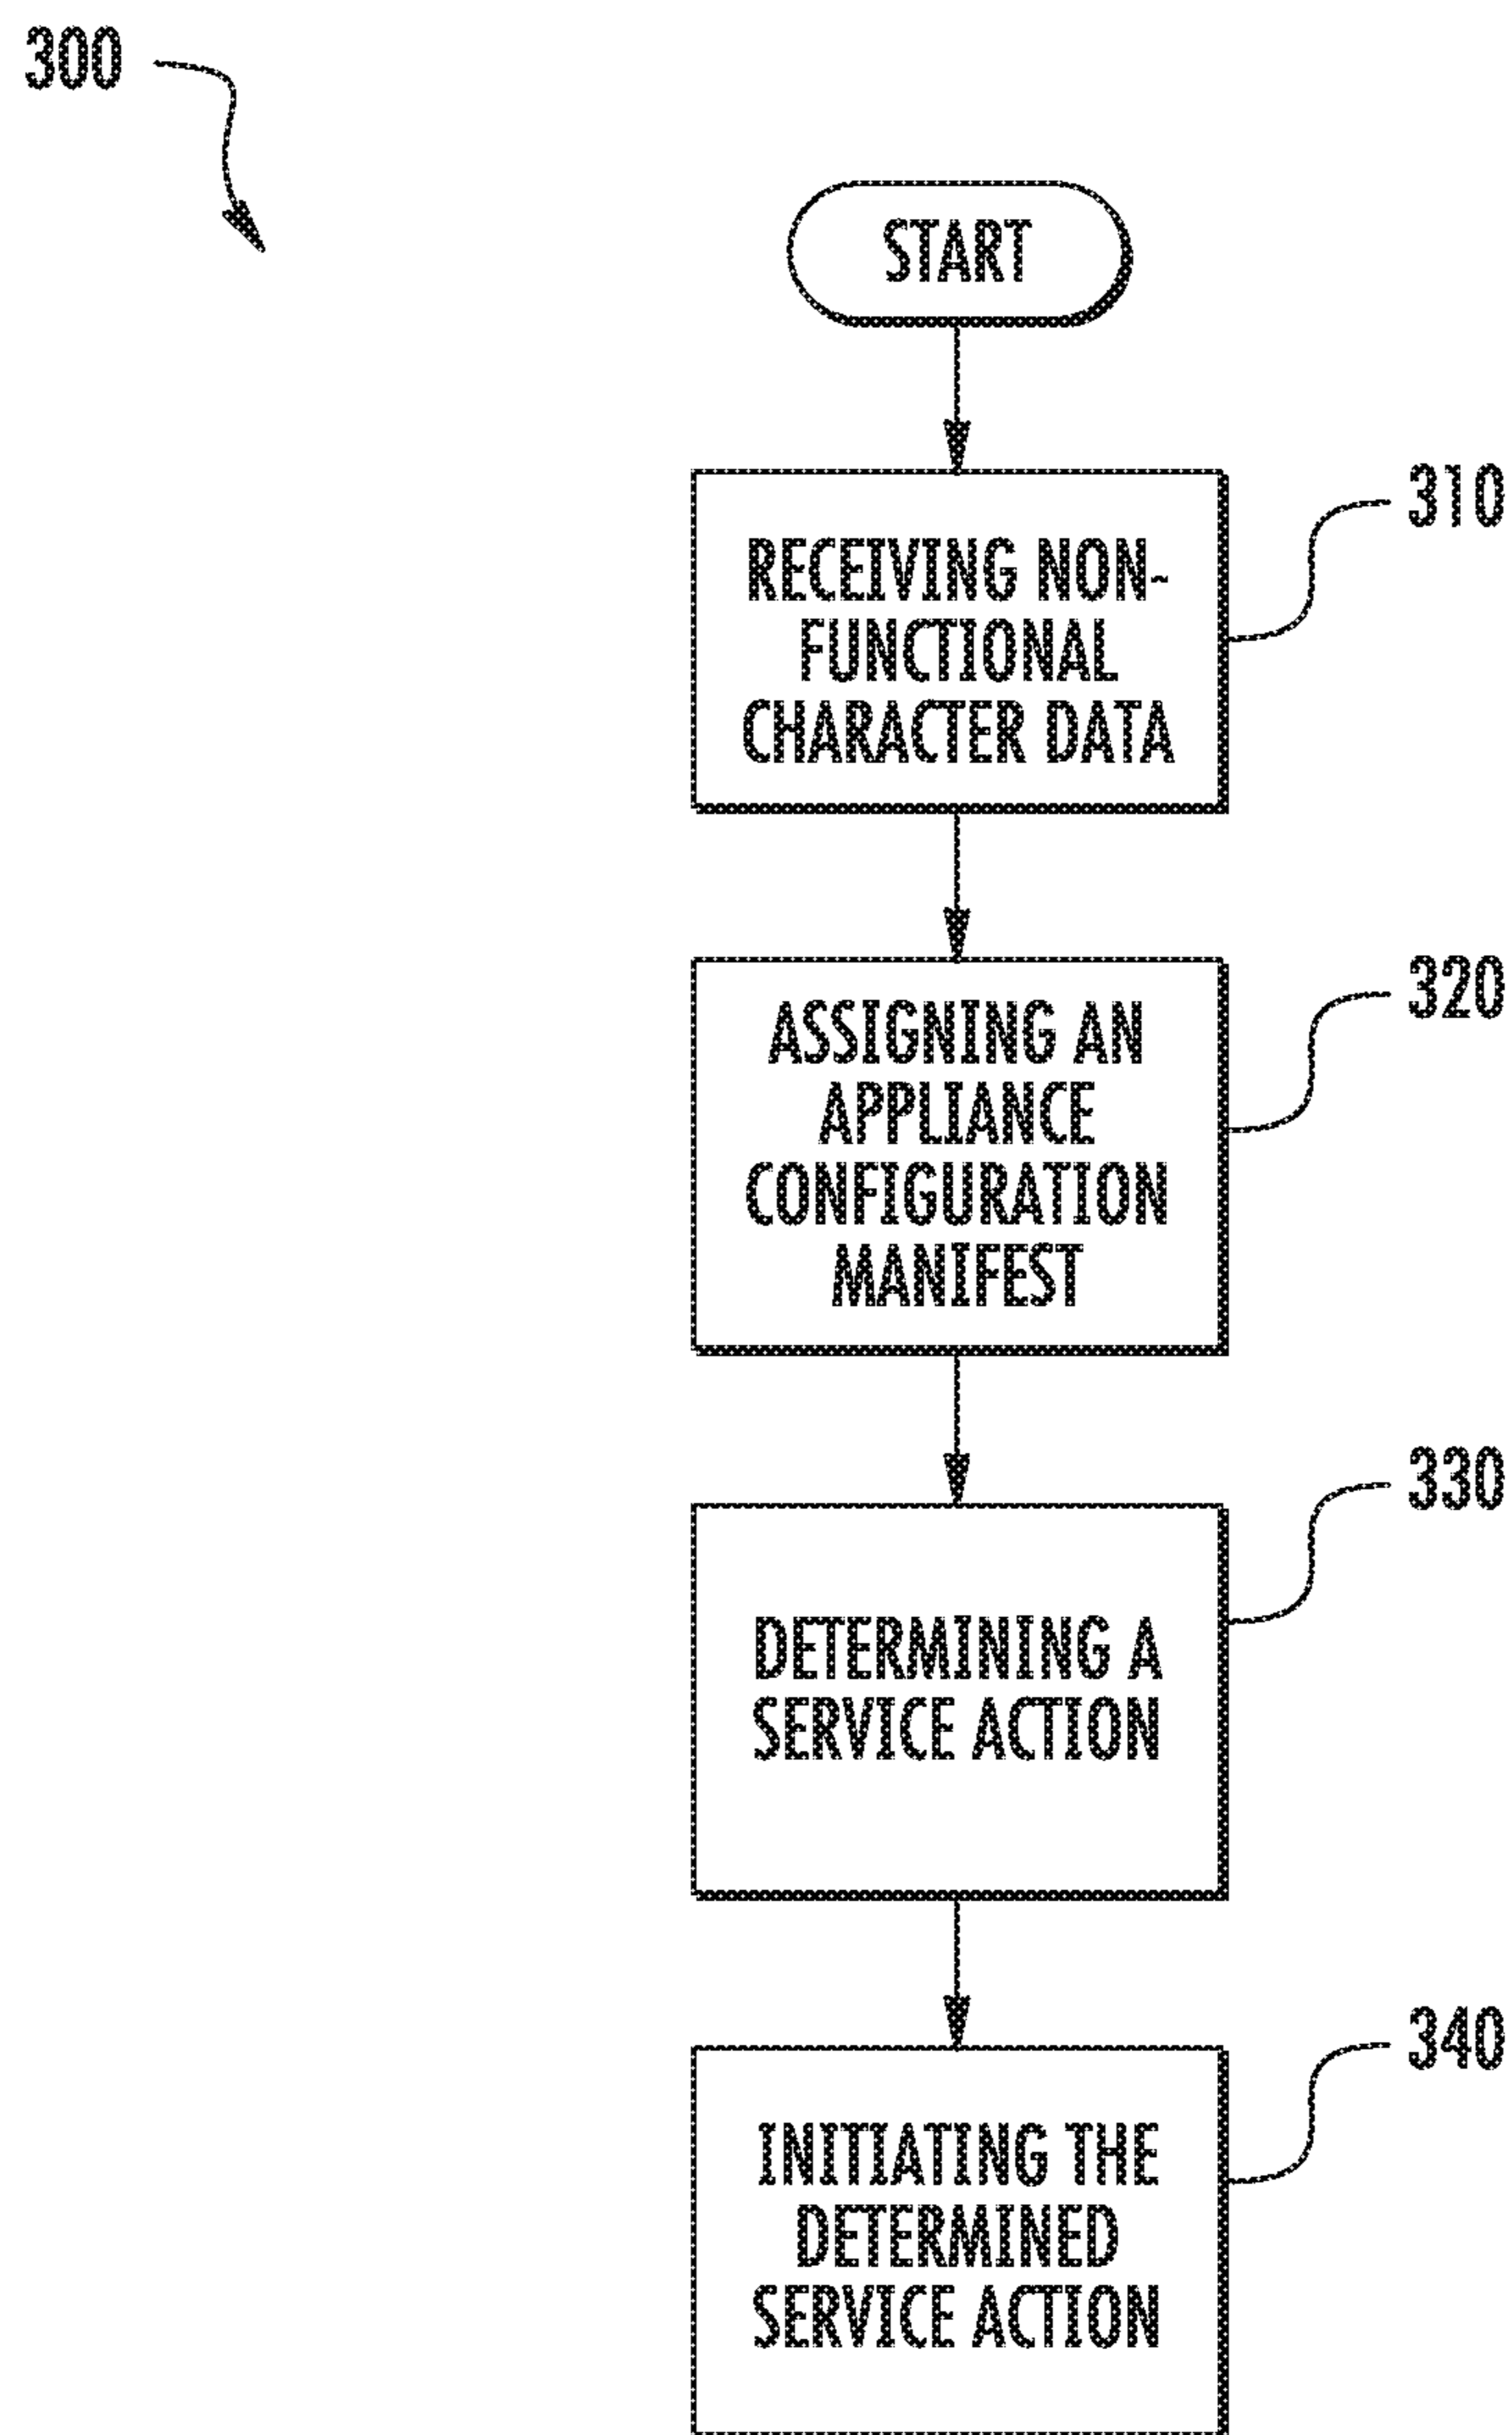 300
START
310
RECEIVING NON-
FUNCTIONAL
CHARACTER DATA
320
ASSIGNING AN
APPLIANCE
CONFIGURATION
MANIFEST
330
DETERMINING A
SERVICE ACTION
340
INITIATING THE
DETERMINED
SERVICE ACTION